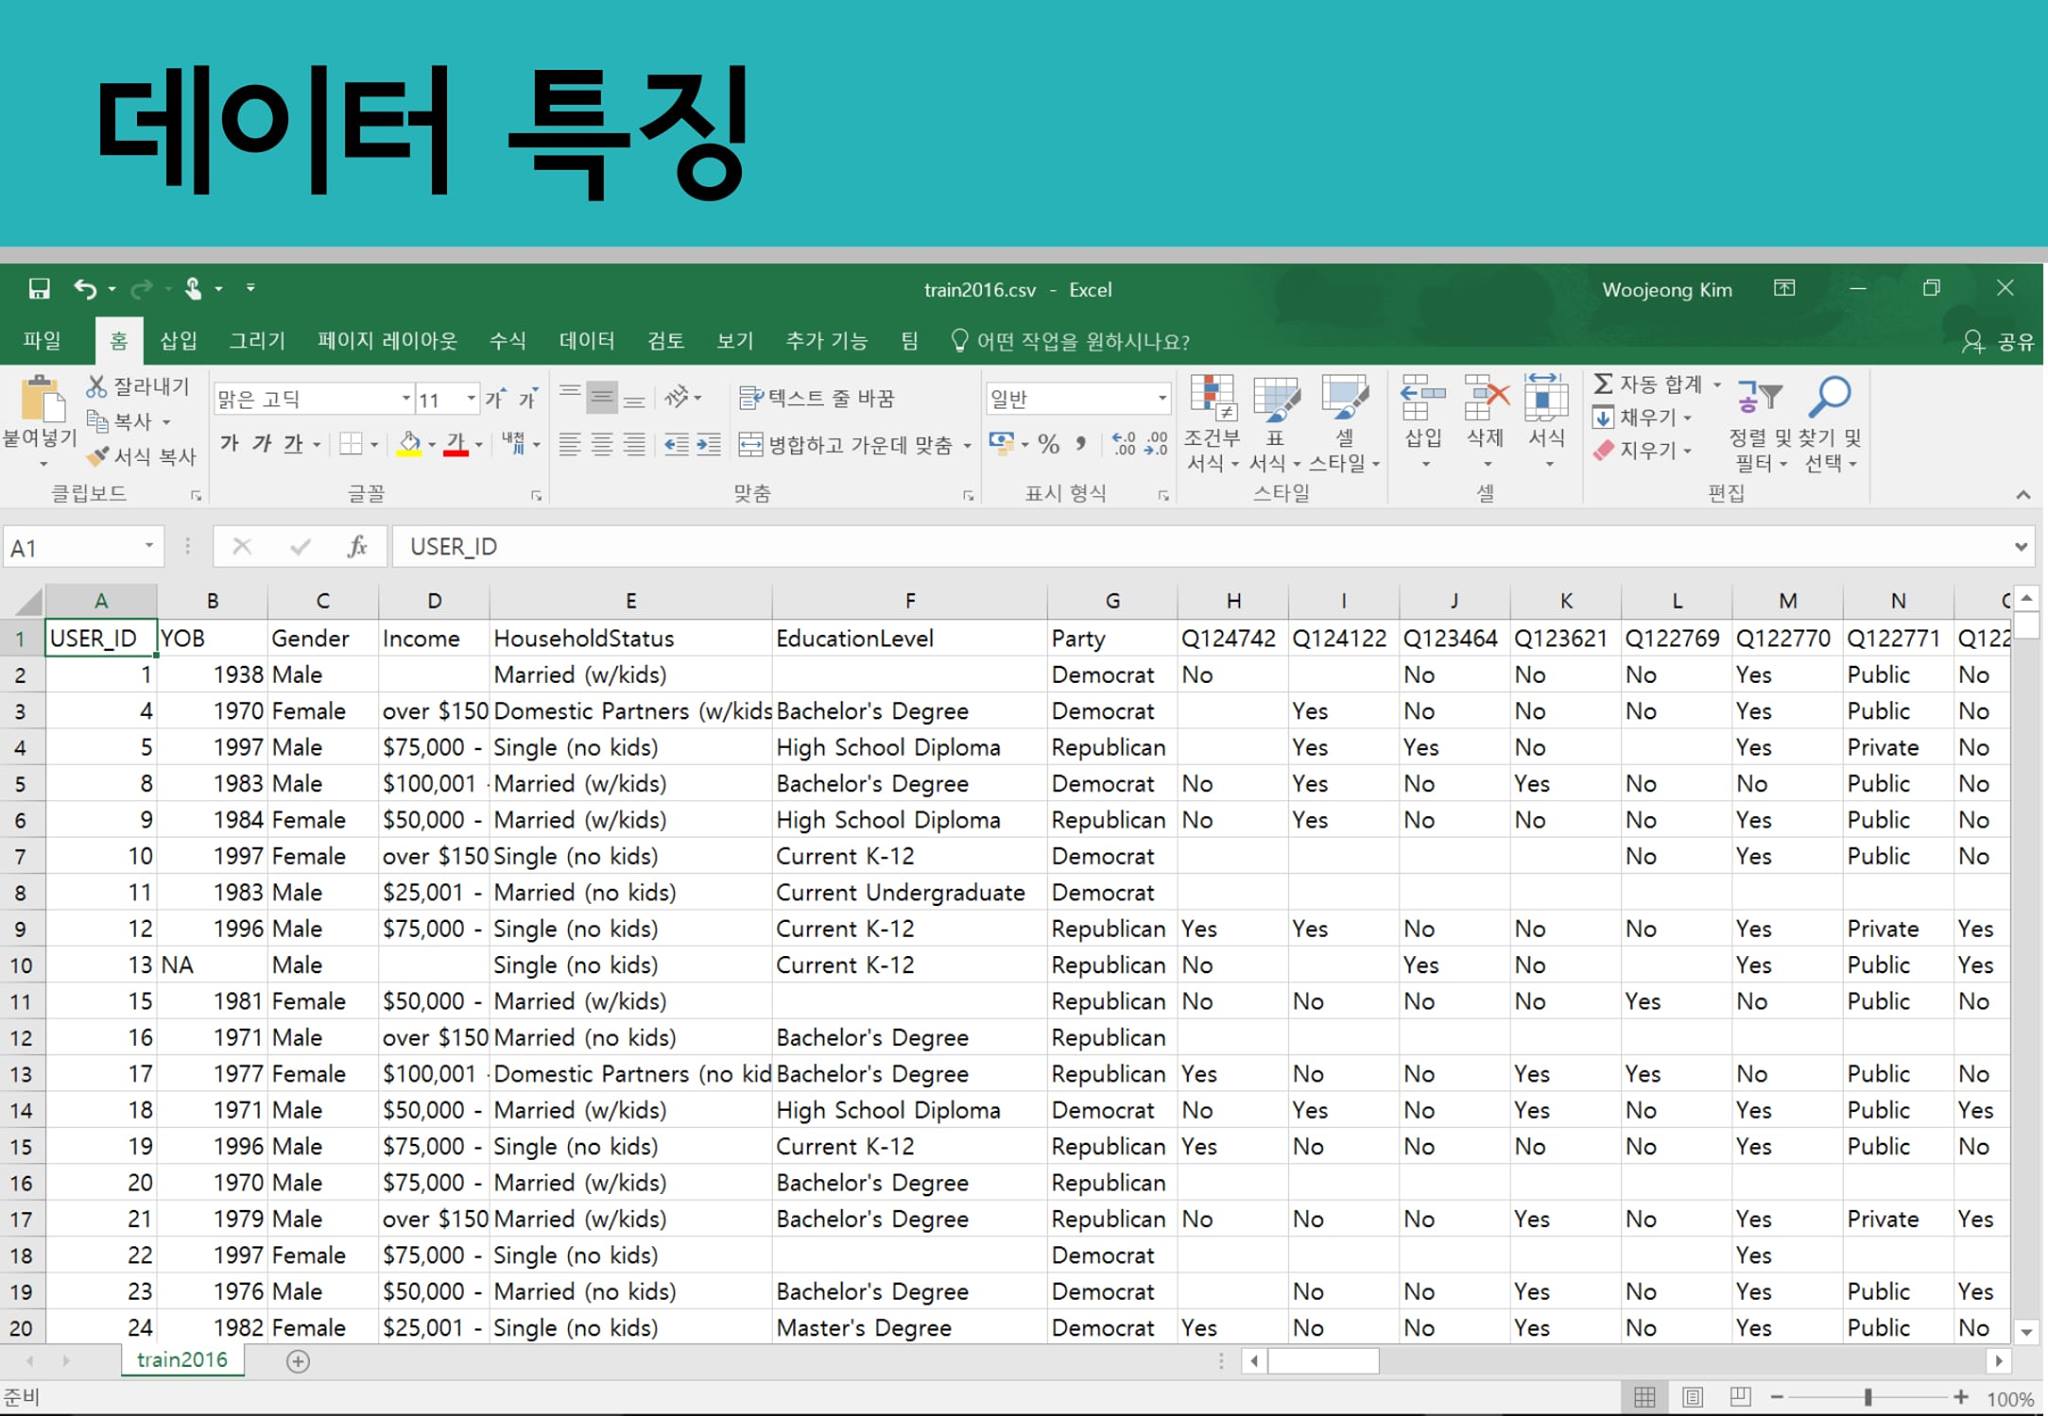 데이터 특징
train2016.csv - Excel
Woojeong Kim
파일 홈 삽입 그리기 페이지 레이아웃 수식 데이터 검토 보기 추가 기능 팀 어떤 작업을 원하시나요? 공유
붙여넣기
잘라내기
복사
서식 복사
클립보드
맑은 고딕 11 가 가
가 가 간 가 내천 川
글꼴
텍스트 줄 바꿈
병합하고 가운데 맞춤
맞춤
일반
% , .0 .00 .00 .0
표시 형식
조건부 서식 표 서식 셀 스타일
스타일
삽입 삭제 서식
셀
자동 합계
채우기
지우기
정렬 및 필터 찾기 및 선택
편집
A1 fx USER_ID
A B C D E F G H I J K L M N
1 USER_ID YOB Gender Income HouseholdStatus EducationLevel Party Q124742 Q124122 Q123464 Q123621 Q122769 Q122770 Q122771 Q122
2 1 1938 Male Married (w/kids) Democrat No No No No Yes Public No
3 4 1970 Female over $150 Domestic Partners (w/kids Bachelor's Degree Democrat Yes No No No Yes Public No
4 5 1997 Male $75,000 - Single (no kids) High School Diploma Republican Yes Yes No Yes Private No
5 8 1983 Male $100,001 - Married (w/kids) Bachelor's Degree Democrat No Yes No Yes No No Public No
6 9 1984 Female $50,000 - Married (w/kids) High School Diploma Republican No Yes No No No Yes Public No
7 10 1997 Female over $150 Single (no kids) Current K-12 Democrat No Yes Public No
8 11 1983 Male $25,001 - Married (no kids) Current Undergraduate Democrat
9 12 1996 Male $75,000 - Single (no kids) Current K-12 Republican Yes Yes No No No Yes Private Yes
10 13 NA Male Single (no kids) Current K-12 Republican No Yes No Yes Public Yes
11 15 1981 Female $50,000 - Married (w/kids) Republican No No No No Yes No Public No
12 16 1971 Male over $150 Married (no kids) Bachelor's Degree Republican
13 17 1977 Female $100,001 - Domestic Partners (no kid Bachelor's Degree Republican Yes No No Yes Yes No Public No
14 18 1971 Male $50,000 - Married (w/kids) High School Diploma Democrat No Yes No Yes No Yes Public Yes
15 19 1996 Male $75,000 - Single (no kids) Current K-12 Republican Yes No No No No Yes Public No
16 20 1970 Male $75,000 - Married (w/kids) Bachelor's Degree Republican
17 21 1979 Male over $150 Married (w/kids) Bachelor's Degree Republican No No No Yes No Yes Private Yes
18 22 1997 Female $75,000 - Single (no kids) Democrat Yes
19 23 1976 Male $50,000 - Married (no kids) Bachelor's Degree Democrat No No Yes No Yes Public Yes
20 24 1982 Female $25,001 - Single (no kids) Master's Degree Democrat Yes No No Yes No Yes Public No
train2016
준비
100%